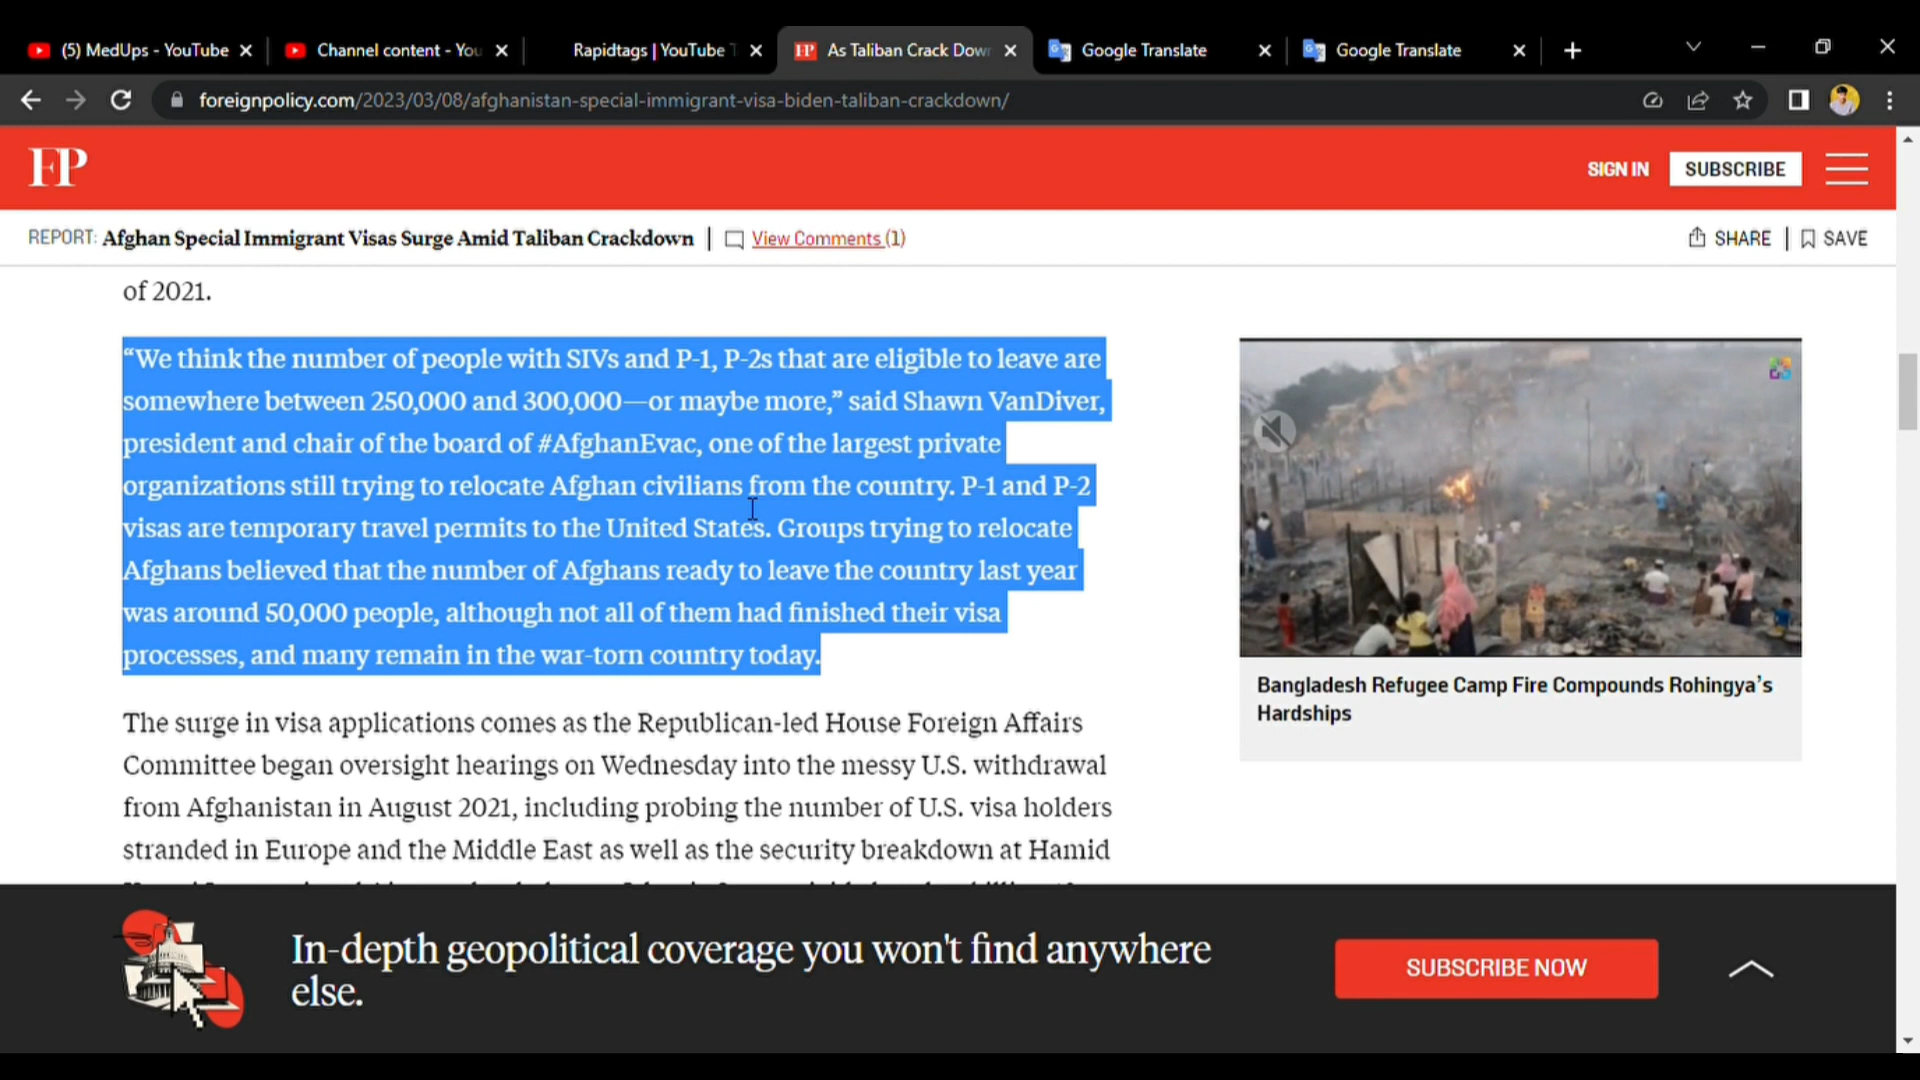 (5) MedUps - YouTube
Channel content - You
Rapidtags | YouTube T
FP As Taliban Crack Down
Google Translate
Google Translate
foreignpolicy.com/2023/03/08/afghanistan-special-immigrant-visa-biden-taliban-crackdown/
FP
SIGN IN
SUBSCRIBE
REPORT: Afghan Special Immigrant Visas Surge Amid Taliban Crackdown | View Comments (1)
SHARE | SAVE
of 2021.
“We think the number of people with SIVs and P-1, P-2s that are eligible to leave are
somewhere between 250,000 and 300,000—or maybe more,” said Shawn VanDiver,
president and chair of the board of #AfghanEvac, one of the largest private
organizations still trying to relocate Afghan civilians from the country. P-1 and P-2
visas are temporary travel permits to the United States. Groups trying to relocate
Afghans believed that the number of Afghans ready to leave the country last year
was around 50,000 people, although not all of them had finished their visa
processes, and many remain in the war-torn country today.
Bangladesh Refugee Camp Fire Compounds Rohingya’s
Hardships
The surge in visa applications comes as the Republican-led House Foreign Affairs
Committee began oversight hearings on Wednesday into the messy U.S. withdrawal
from Afghanistan in August 2021, including probing the number of U.S. visa holders
stranded in Europe and the Middle East as well as the security breakdown at Hamid
In-depth geopolitical coverage you won't find anywhere
else.
SUBSCRIBE NOW